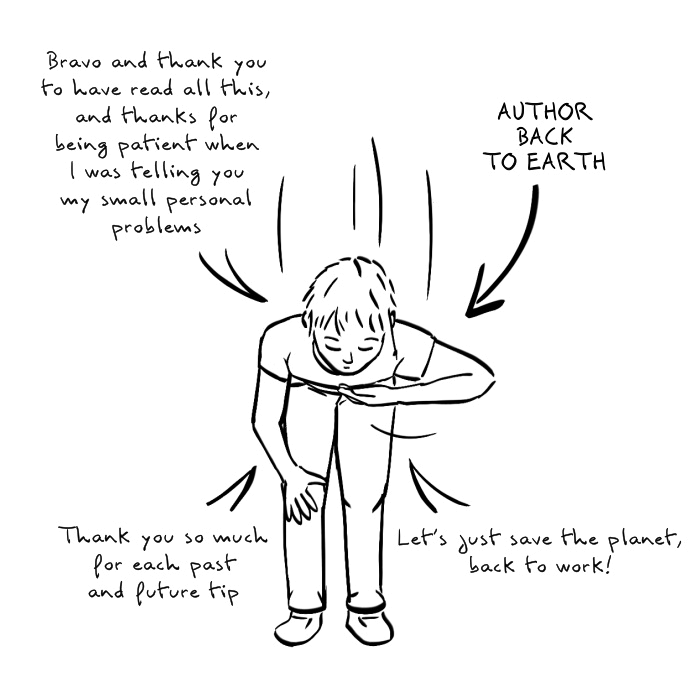 Bravo and thank you
to have read all this,
and thanks for
being patient when
I was telling you
my small personal
problems
AUTHOR
BACK
TO EARTH
Thank you so much
for each past
and future tip
Let's just save the planet,
back to work!